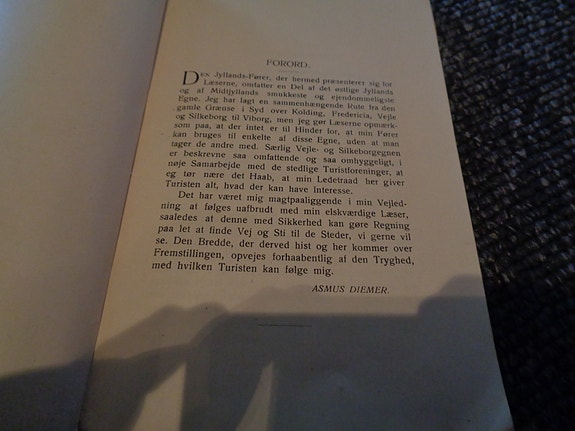 FORORD.
DEN Jyllands-Fører, der hermed præsenterer sig for
Læserne, omfatter en Del af det østlige Jyllands
og af Midtjyllands smukkeste og ejendommeligste
Egne. Jeg har lagt en sammenhængende Rute fra den
gamle Grænse i Syd over Kolding, Fredericia, Vejle
og Silkeborg til Viborg, men jeg gør Læserne opmærk-
som paa, at der intet er til Hinder for, at min Fører
kan bruges til enkelte af disse Egne, uden at man
tager de andre med. Særlig Vejle- og Silkeborgegnen
er beskrevne saa omfattende og saa omhyggeligt, i
nøje Samarbejde med de stedlige Turistforeninger, at
eg tør nære det Haab, at min Ledetraad her giver
Turisten alt, hvad der kan have Interesse.
Det har været mig magtpaaliggende i min Vejled-
ning at følges uafbrudt med min elskværdige Læser,
saaledes at denne med Sikkerhed kan gøre Regning
paa let at finde Vej og Sti til de Steder, vi gerne vil
se. Den Bredde, der derved hist og her kommer over
Fremstillingen, opvejes forhaabentlig af den Tryghed,
med hvilken Turisten kan følge mig.
ASMUS DIEMER.